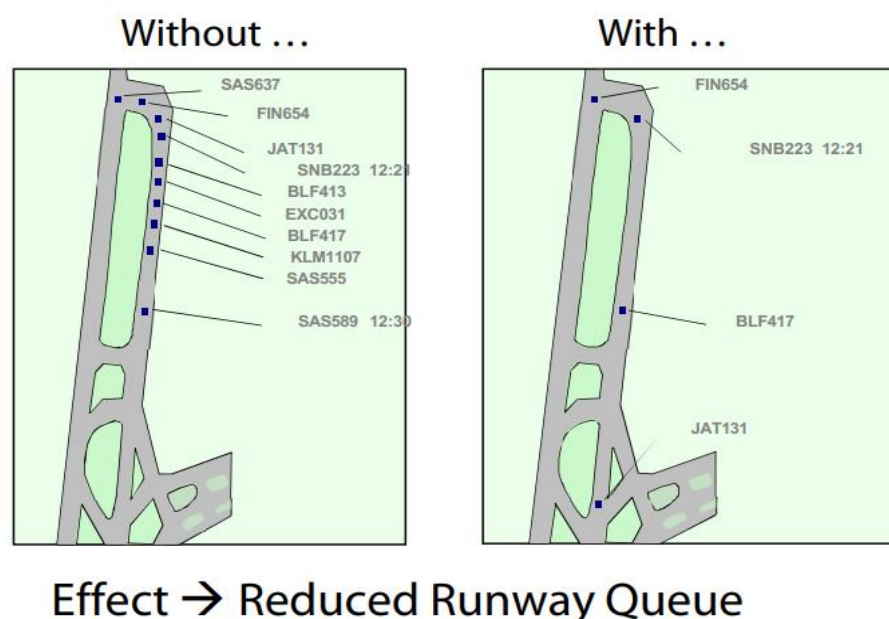 Without …
With …
SAS637
FIN654
JAT131
SNB223 12:21
BLF413
EXC031
BLF417
KLM1107
SAS555
SAS589 12:30
FIN654
SNB223 12:21
BLF417
JAT131
Effect → Reduced Runway Queue